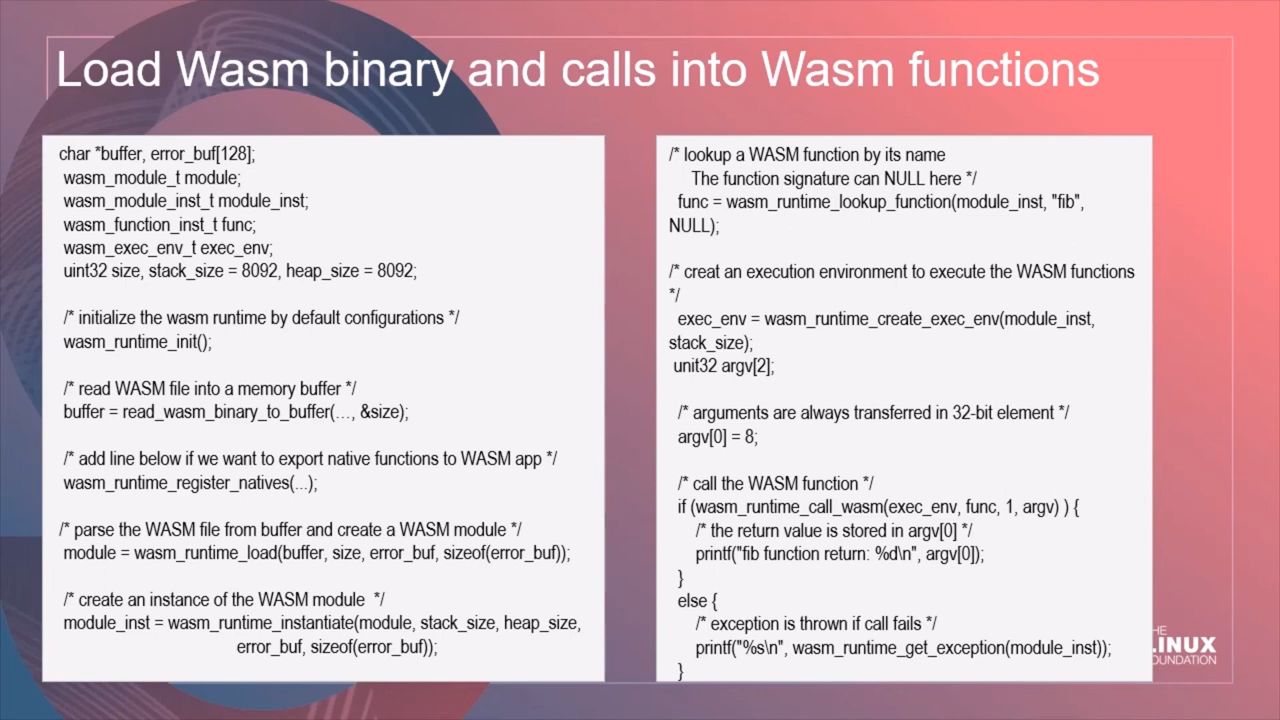 Load Wasm binary and calls into Wasm functions
char *buffer, error_buf[128];
wasm_module_t module;
wasm_module_inst_t module_inst;
wasm_function_inst_t func;
wasm_exec_env_t exec_env;
uint32 size, stack_size = 8092, heap_size = 8092;
/* initialize the wasm runtime by default configurations */
wasm_runtime_init();
/* read WASM file into a memory buffer */
buffer = read_wasm_binary_to_buffer(…, &size);
/* add line below if we want to export native functions to WASM app */
wasm_runtime_register_natives(...);
/* parse the WASM file from buffer and create a WASM module */
module = wasm_runtime_load(buffer, size, error_buf, sizeof(error_buf));
/* create an instance of the WASM module  */
module_inst = wasm_runtime_instantiate(module, stack_size, heap_size,
error_buf, sizeof(error_buf));
/* lookup a WASM function by its name
The function signature can NULL here */
func = wasm_runtime_lookup_function(module_inst, "fib",
NULL);
/* creat an execution environment to execute the WASM functions
*/
exec_env = wasm_runtime_create_exec_env(module_inst,
stack_size);
unit32 argv[2];
/* arguments are always transferred in 32-bit element */
argv[0] = 8;
/* call the WASM function */
if (wasm_runtime_call_wasm(exec_env, func, 1, argv) ) {
/* the return value is stored in argv[0] */
printf("fib function return: %d\n", argv[0]);
}
else {
/* exception is thrown if call fails */
printf("%s\n", wasm_runtime_get_exception(module_inst));
}
HE
LINUX
OUNDATION